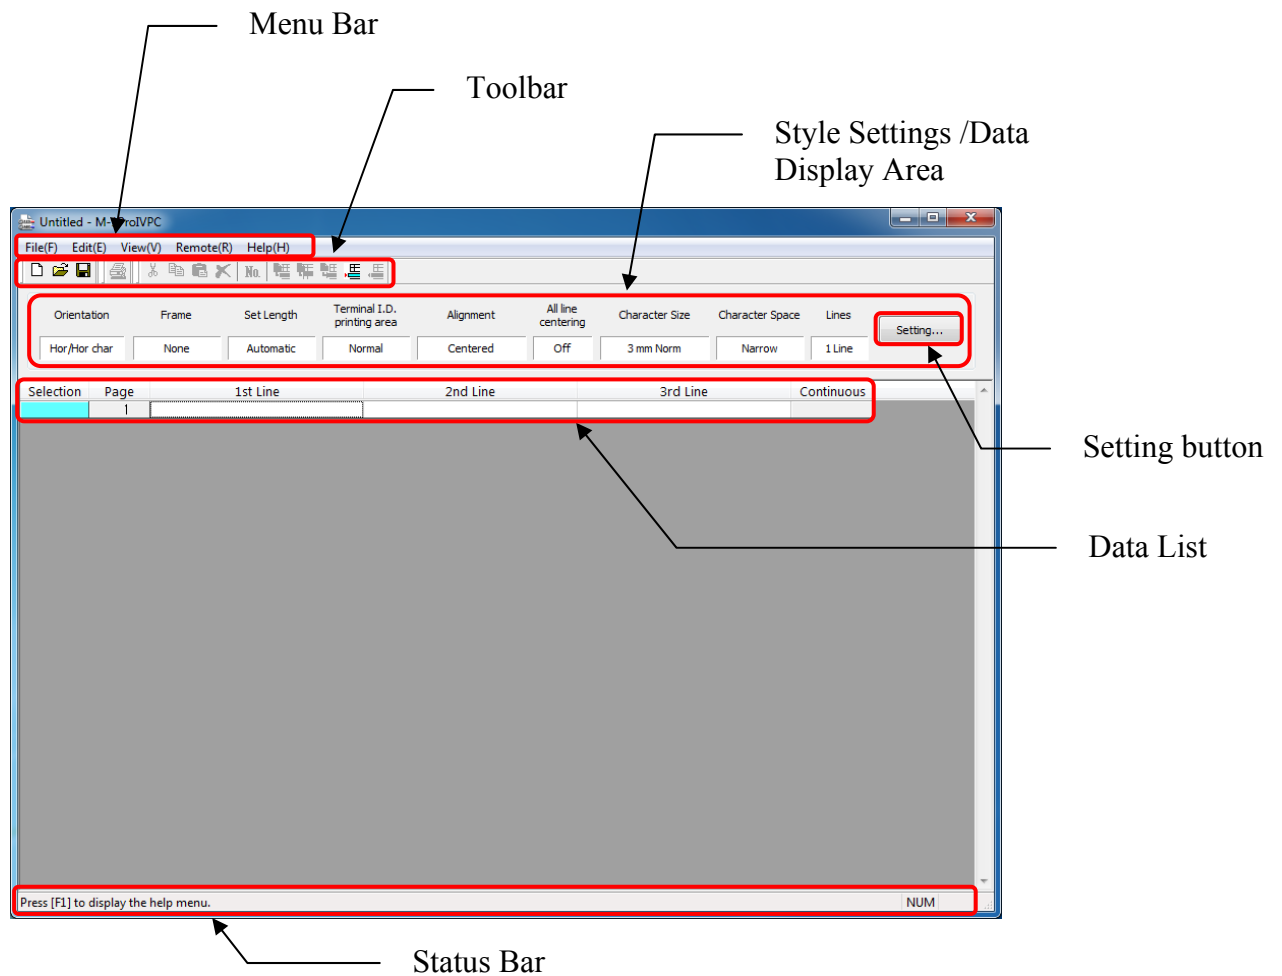 Menu Bar
Toolbar
Style Settings /Data
Display Area
Untitled - M-
ProIVPC
File(F) Edit(E) View(V) Remote(R) Help(H)
No.
Orientation Frame Set Length Terminal I.D. printing area Alignment All line centering Character Size Character Space Lines
Setting...
Hor/Hor char None Automatic Normal Centered Off 3 mm Norm Narrow 1 Line
Selection Page 1st Line 2nd Line 3rd Line Continuous
1
Setting button
Data List
Press [F1] to display the help menu. NUM
Status Bar